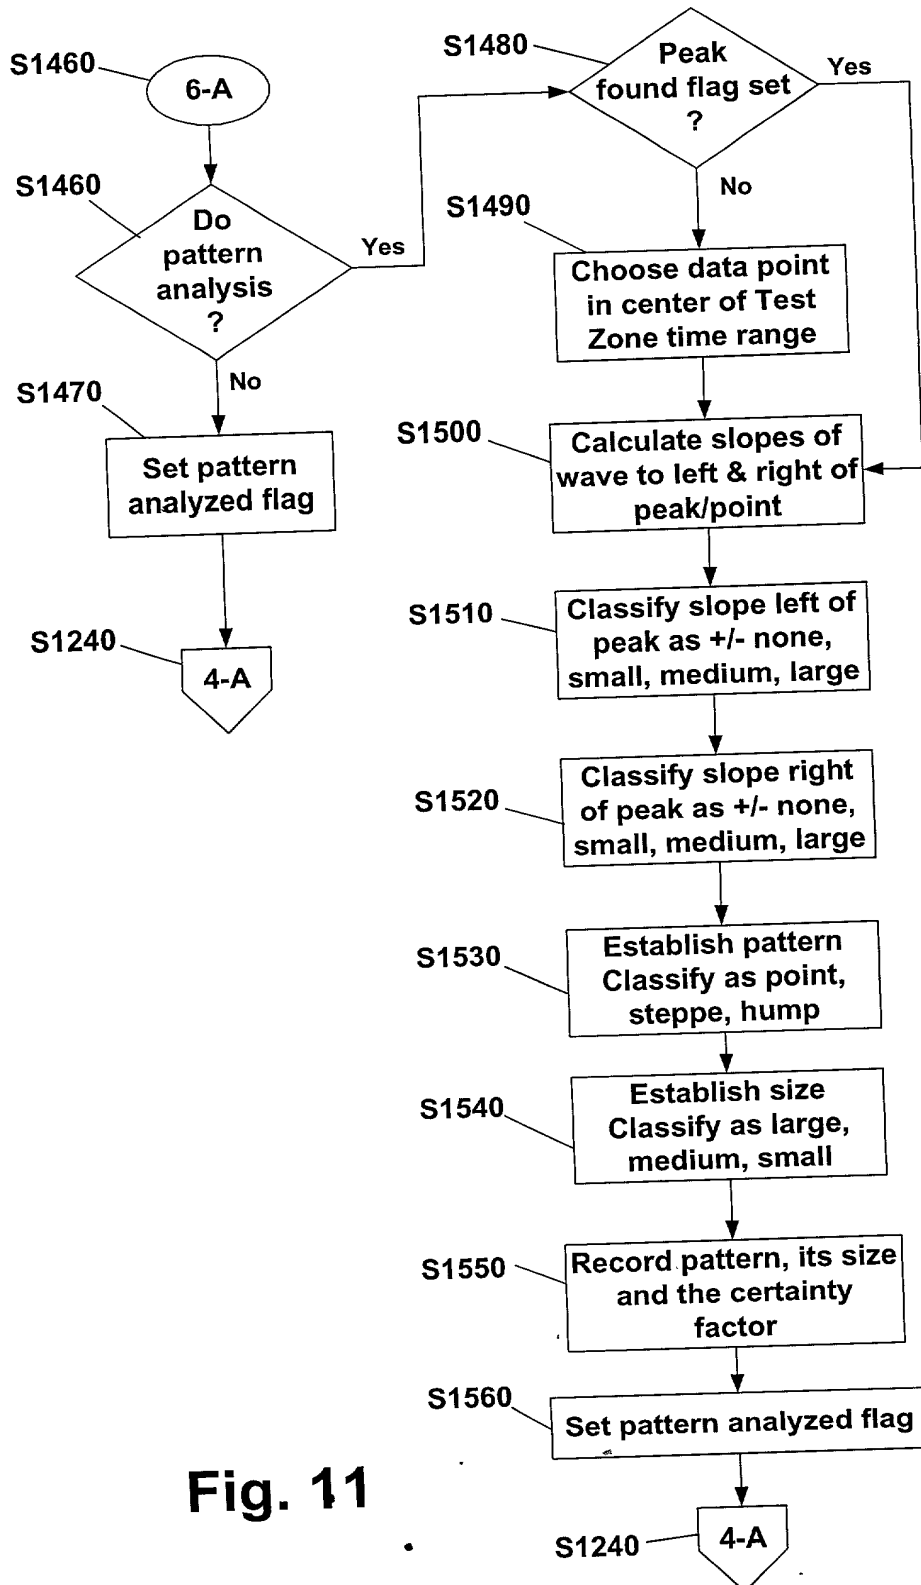 S1460
6-A
S1460
Do
pattern
analysis
?
Yes
No
S1470
Set pattern
analyzed flag
S1240
4-A
S1480
Peak
found flag set
?
Yes
No
S1490
Choose data point
in center of Test
Zone time range
S1500
Calculate slopes of
wave to left & right of
peak/point
S1510
Classify slope left of
peak as +/- none,
small, medium, large
S1520
Classify slope right
of peak as +/- none,
small, medium, large
S1530
Establish pattern
Classify as point,
steppe, hump
S1540
Establish size
Classify as large,
medium, small
S1550
Record pattern, its size
and the certainty
factor
S1560
Set pattern analyzed flag
S1240
4-A
Fig. 11